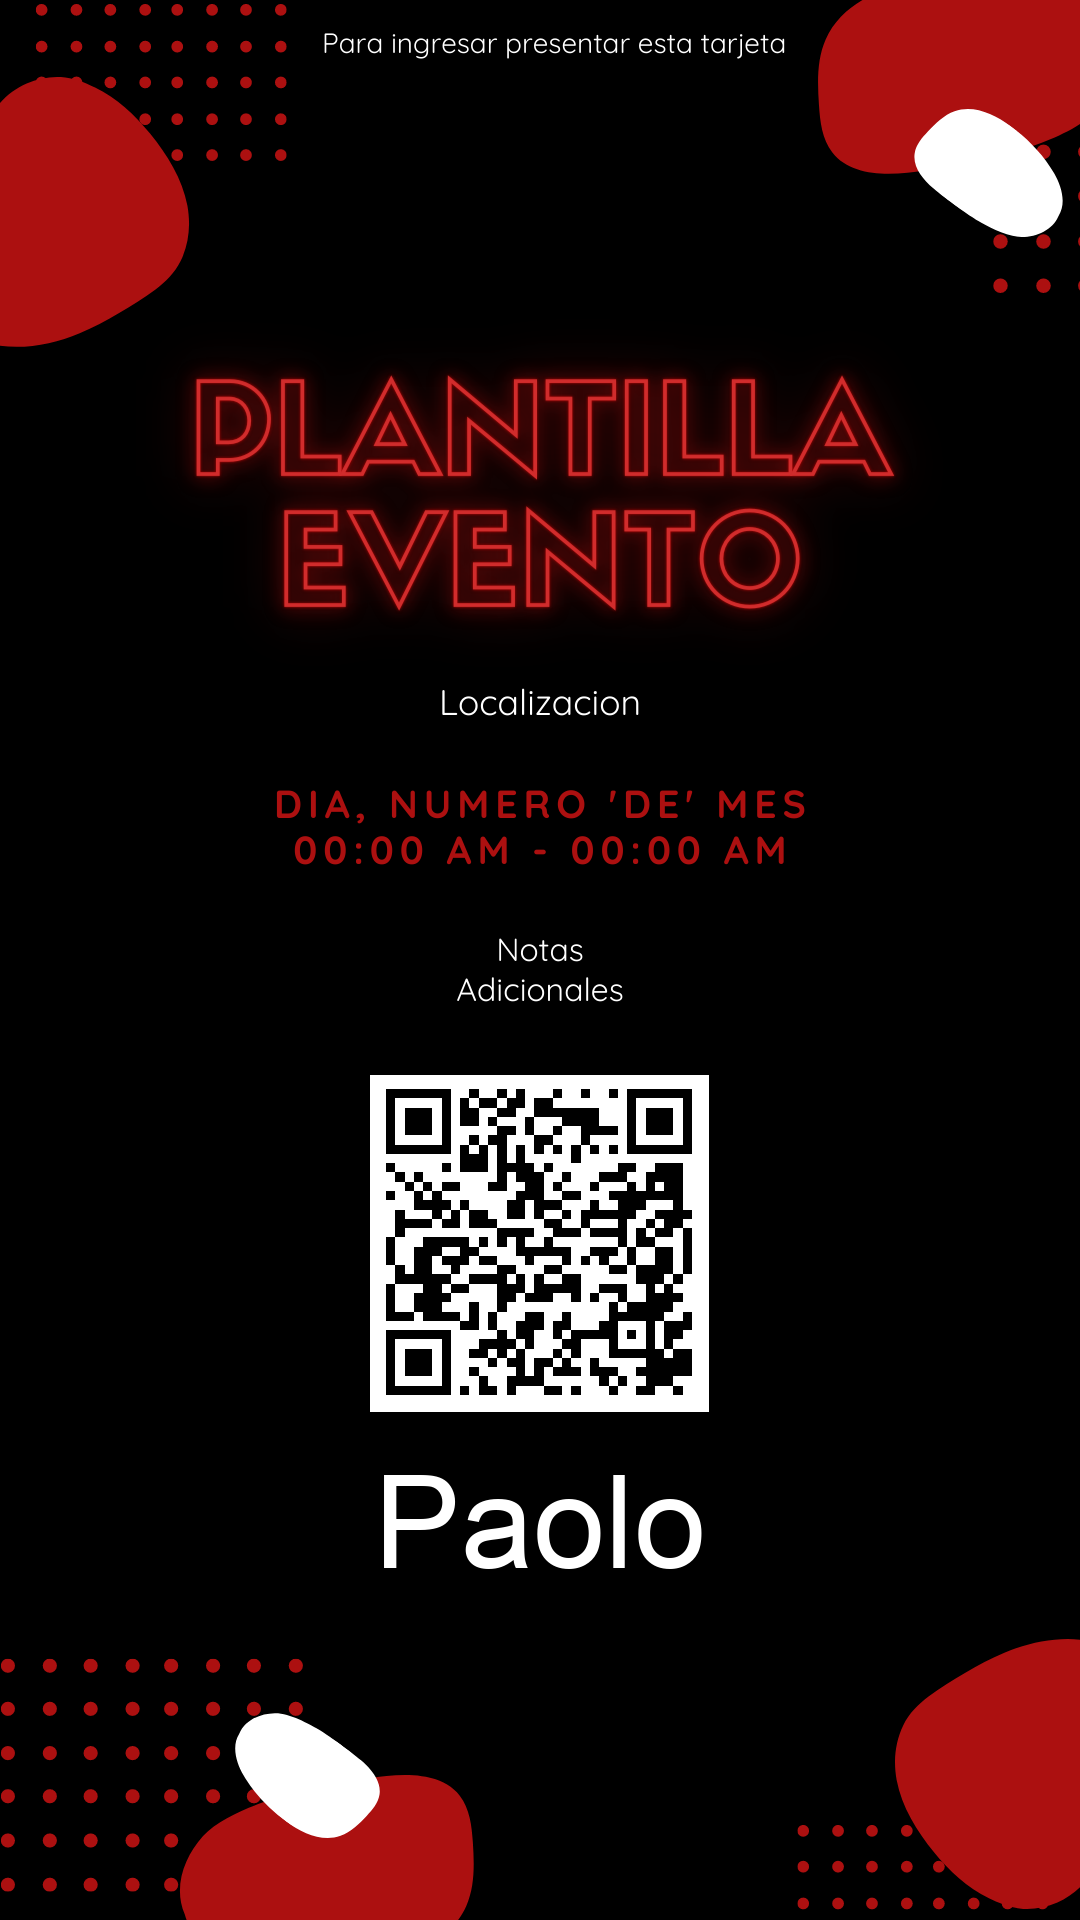 Para ingresar presentar esta tarjeta
PLANTILLA
EVENTO
Localizacion
DIA, NUMERO 'DE' MES
00:00 AM - 00:00 AM
Notas
Adicionales
Paolo